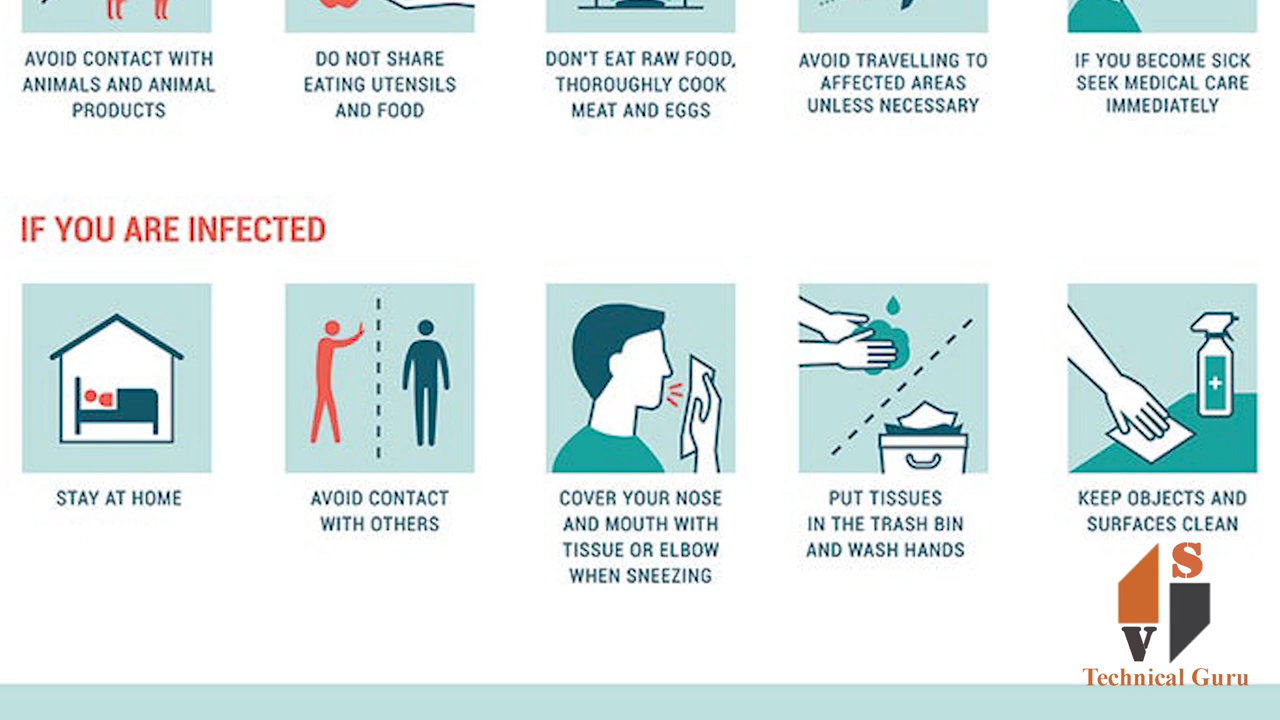 AVOID CONTACT WITH
ANIMALS AND ANIMAL
PRODUCTS
DO NOT SHARE
EATING UTENSILS
AND FOOD
DON'T EAT RAW FOOD,
THOROUGHLY COOK
MEAT AND EGGS
AVOID TRAVELLING TO
AFFECTED AREAS
UNLESS NECESSARY
IF YOU BECOME SICK
SEEK MEDICAL CARE
IMMEDIATELY
IF YOU ARE INFECTED
STAY AT HOME
AVOID CONTACT
WITH OTHERS
COVER YOUR NOSE
AND MOUTH WITH
TISSUE OR ELBOW
WHEN SNEEZING
PUT TISSUES
IN THE TRASH BIN
AND WASH HANDS
KEEP OBJECTS AND
SURFACES CLEAN
S
V
Technical Guru